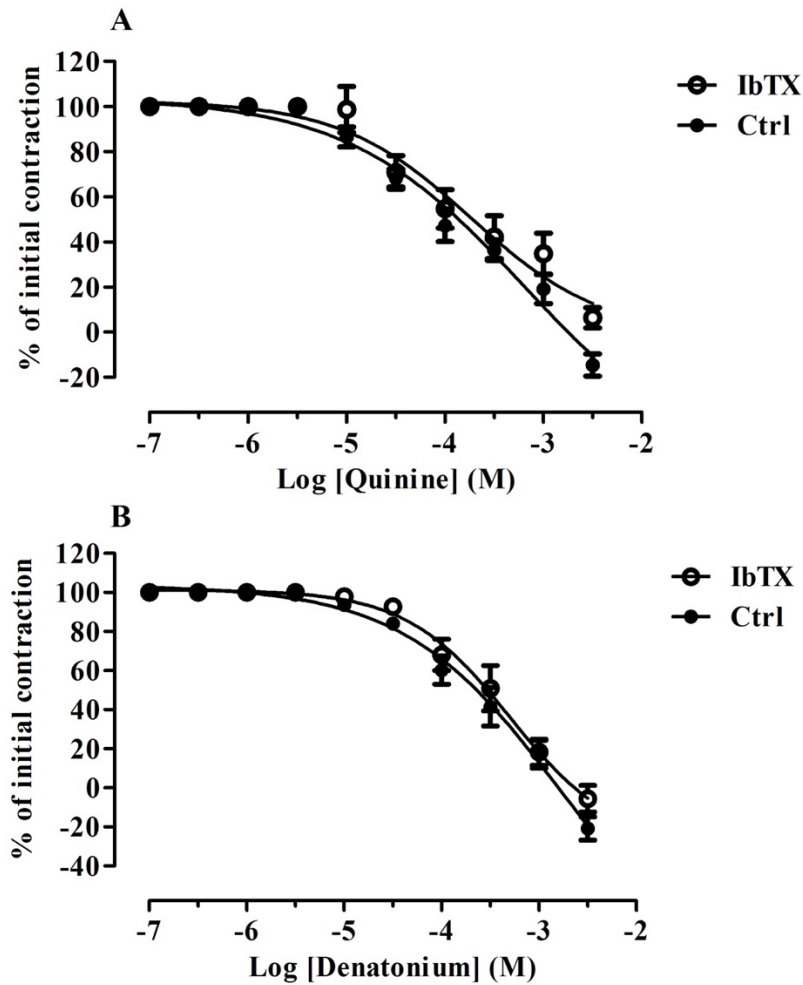 A
120
100
80
60
40
20
0
-20
% of initial contraction
IbTX
Ctrl
-7 -6 -5 -4 -3 -2
Log [Quinine] (M)
B
120
100
80
60
40
20
0
-20
-40
% of initial contraction
IbTX
Ctrl
-7 -6 -5 -4 -3 -2
Log [Denatonium] (M)